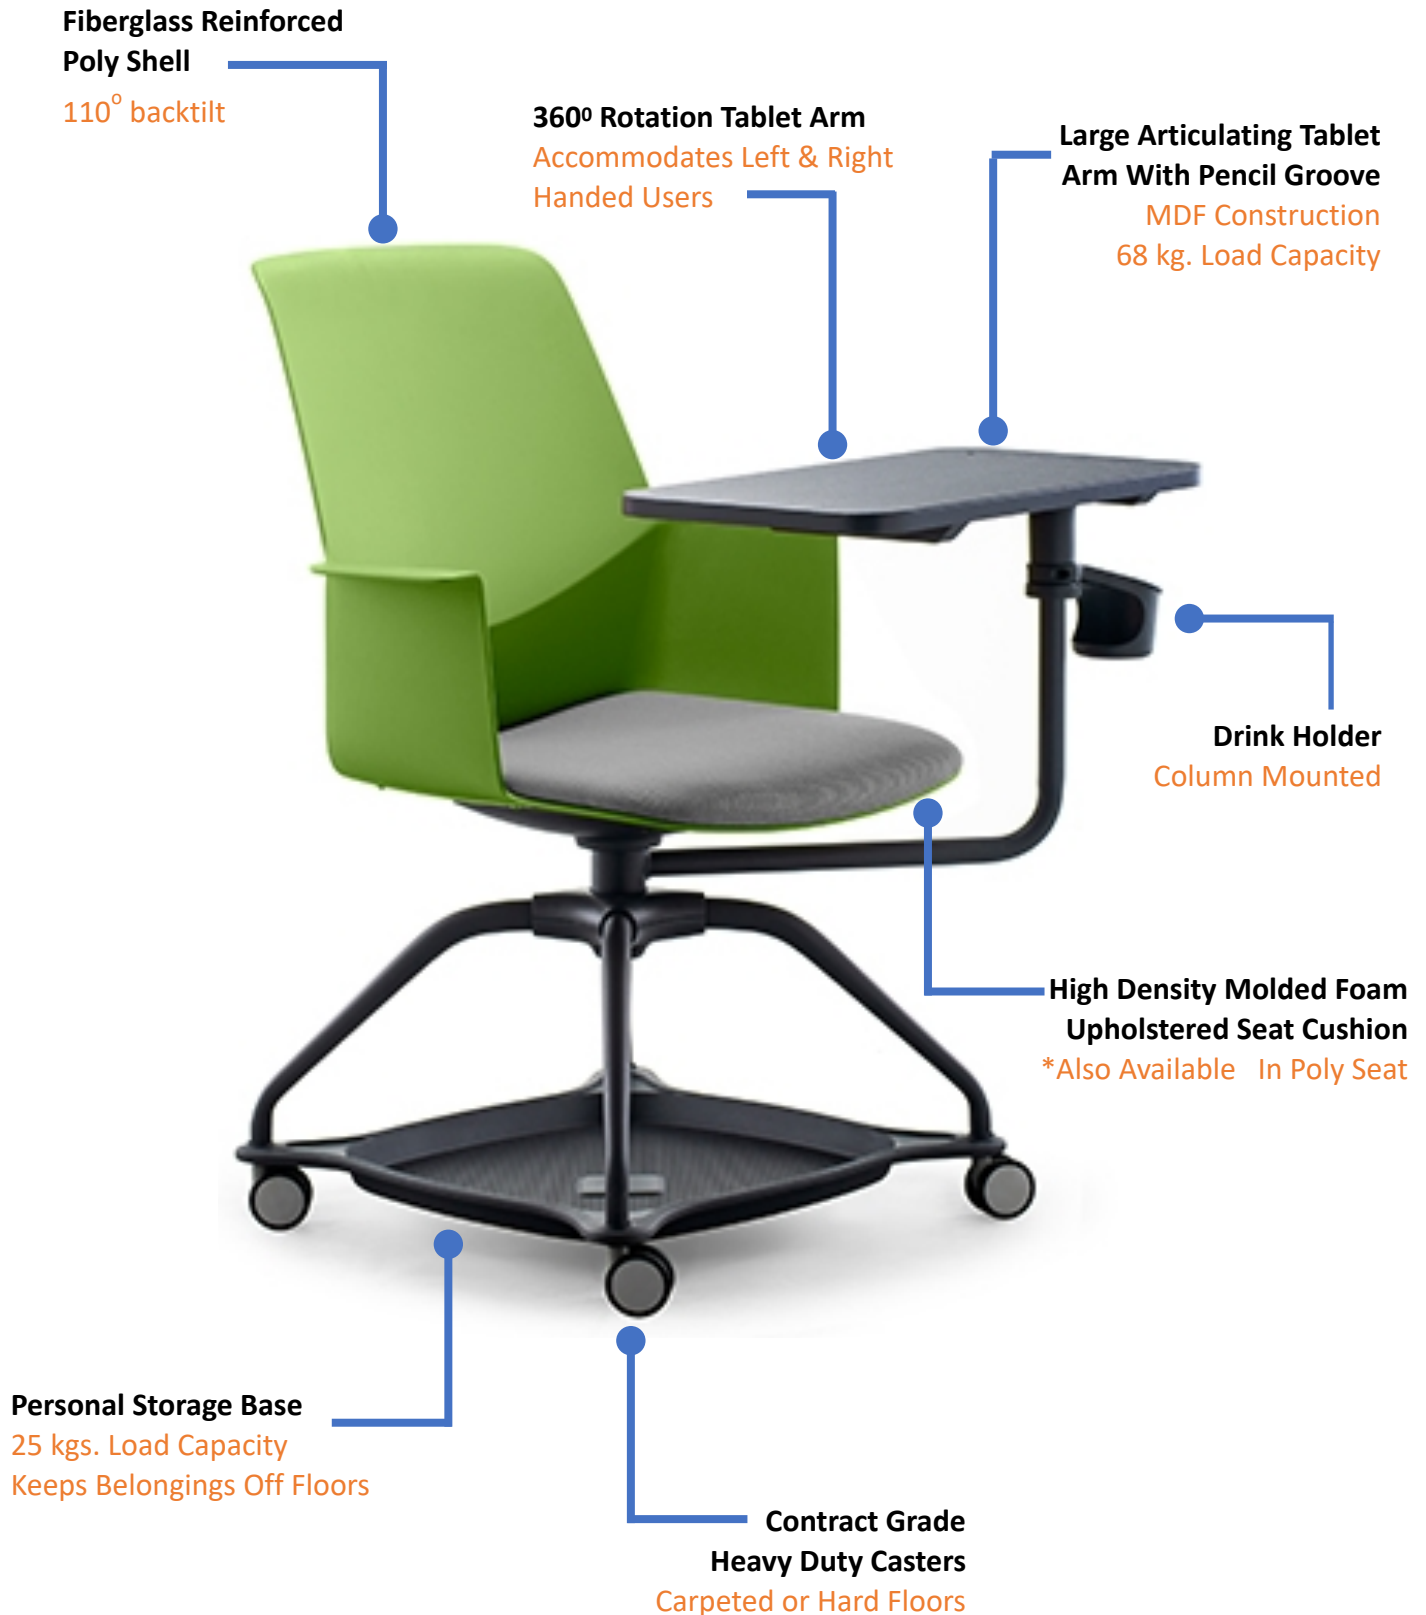 Fiberglass Reinforced
Poly Shell
110° backtilt
360⁰ Rotation Tablet Arm
Accommodates Left & Right
Handed Users
Large Articulating Tablet
Arm With Pencil Groove
MDF Construction
68 kg. Load Capacity
Drink Holder
Column Mounted
High Density Molded Foam
Upholstered Seat Cushion
*Also Available   In Poly Seat
Personal Storage Base
25 kgs. Load Capacity
Keeps Belongings Off Floors
Contract Grade
Heavy Duty Casters
Carpeted or Hard Floors